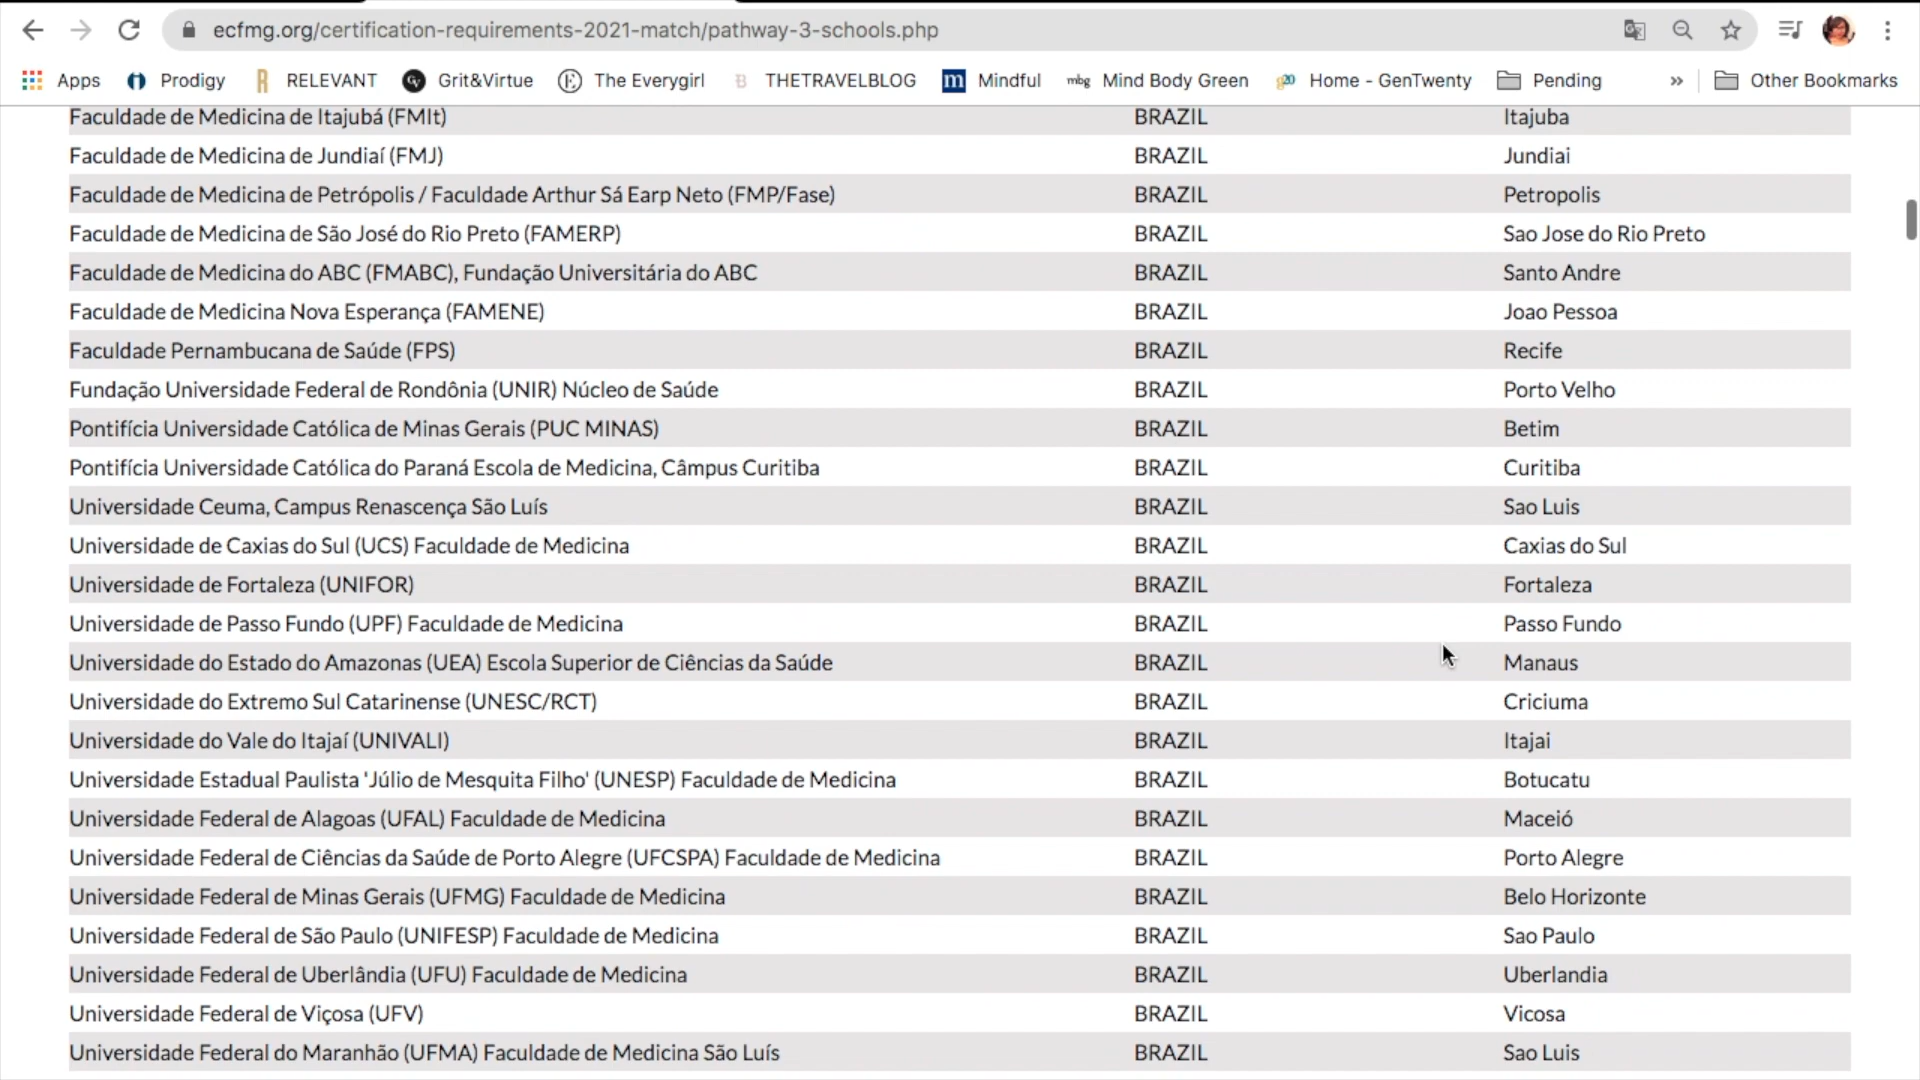 ecfmg.org/certification-requirements-2021-match/pathway-3-schools.php
Apps Prodigy RELEVANT Grit&Virtue The Everygirl THETRAVELBLOG Mindful Mind Body Green Home - GenTwenty Pending » Other Bookmarks
Faculdade de Medicina de Itajubá (FMIt) BRAZIL Itajuba
Faculdade de Medicina de Jundiaí (FMJ) BRAZIL Jundiai
Faculdade de Medicina de Petrópolis / Faculdade Arthur Sá Earp Neto (FMP/Fase) BRAZIL Petropolis
Faculdade de Medicina de São José do Rio Preto (FAMERP) BRAZIL Sao Jose do Rio Preto
Faculdade de Medicina do ABC (FMABC), Fundação Universitária do ABC BRAZIL Santo Andre
Faculdade de Medicina Nova Esperança (FAMENE) BRAZIL Joao Pessoa
Faculdade Pernambucana de Saúde (FPS) BRAZIL Recife
Fundação Universidade Federal de Rondônia (UNIR) Núcleo de Saúde BRAZIL Porto Velho
Pontifícia Universidade Católica de Minas Gerais (PUC MINAS) BRAZIL Betim
Pontifícia Universidade Católica do Paraná Escola de Medicina, Câmpus Curitiba BRAZIL Curitiba
Universidade Ceuma, Campus Renascença São Luís BRAZIL Sao Luis
Universidade de Caxias do Sul (UCS) Faculdade de Medicina BRAZIL Caxias do Sul
Universidade de Fortaleza (UNIFOR) BRAZIL Fortaleza
Universidade de Passo Fundo (UPF) Faculdade de Medicina BRAZIL Passo Fundo
Universidade do Estado do Amazonas (UEA) Escola Superior de Ciências da Saúde BRAZIL Manaus
Universidade do Extremo Sul Catarinense (UNESC/RCT) BRAZIL Criciuma
Universidade do Vale do Itajaí (UNIVALI) BRAZIL Itajai
Universidade Estadual Paulista 'Júlio de Mesquita Filho' (UNESP) Faculdade de Medicina BRAZIL Botucatu
Universidade Federal de Alagoas (UFAL) Faculdade de Medicina BRAZIL Maceió
Universidade Federal de Ciências da Saúde de Porto Alegre (UFCSPA) Faculdade de Medicina BRAZIL Porto Alegre
Universidade Federal de Minas Gerais (UFMG) Faculdade de Medicina BRAZIL Belo Horizonte
Universidade Federal de São Paulo (UNIFESP) Faculdade de Medicina BRAZIL Sao Paulo
Universidade Federal de Uberlândia (UFU) Faculdade de Medicina BRAZIL Uberlandia
Universidade Federal de Viçosa (UFV) BRAZIL Vicosa
Universidade Federal do Maranhão (UFMA) Faculdade de Medicina São Luís BRAZIL Sao Luis